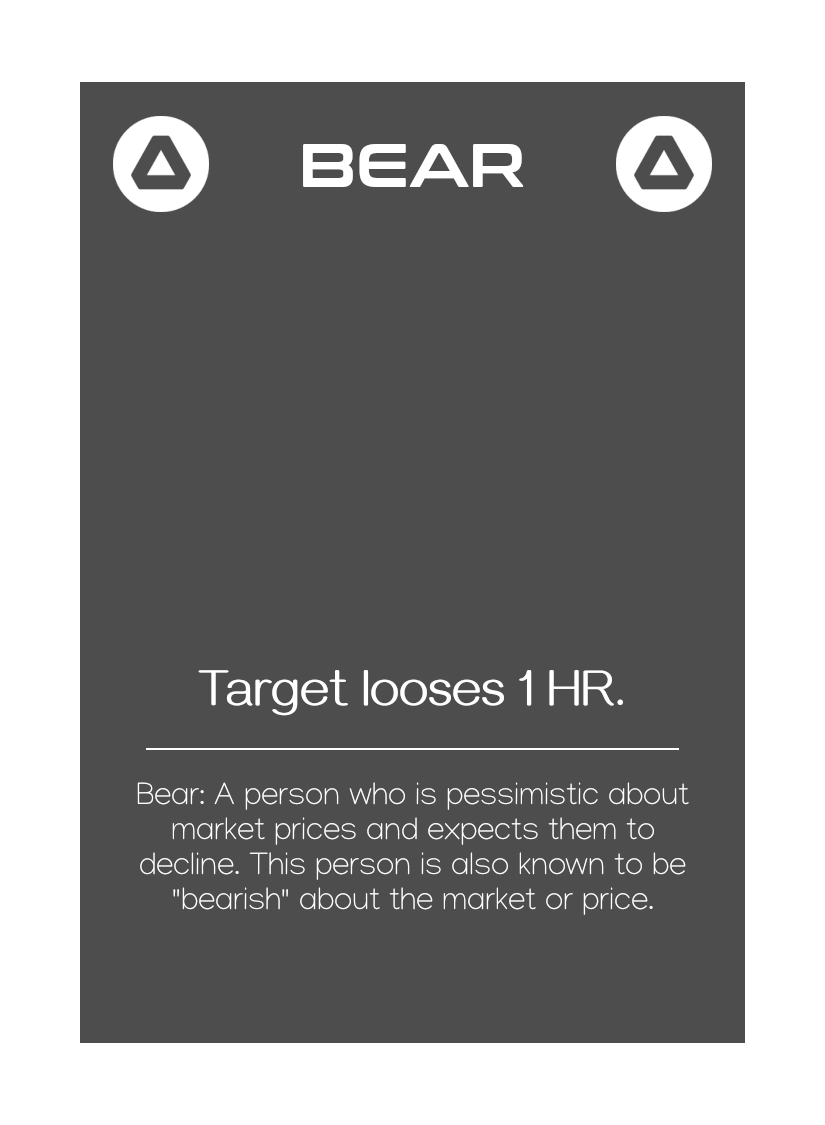 BEAR
Target looses 1 HR.
Bear: A person who is pessimistic about
market prices and expects them to
decline. This person is also known to be
"bearish" about the market or price.